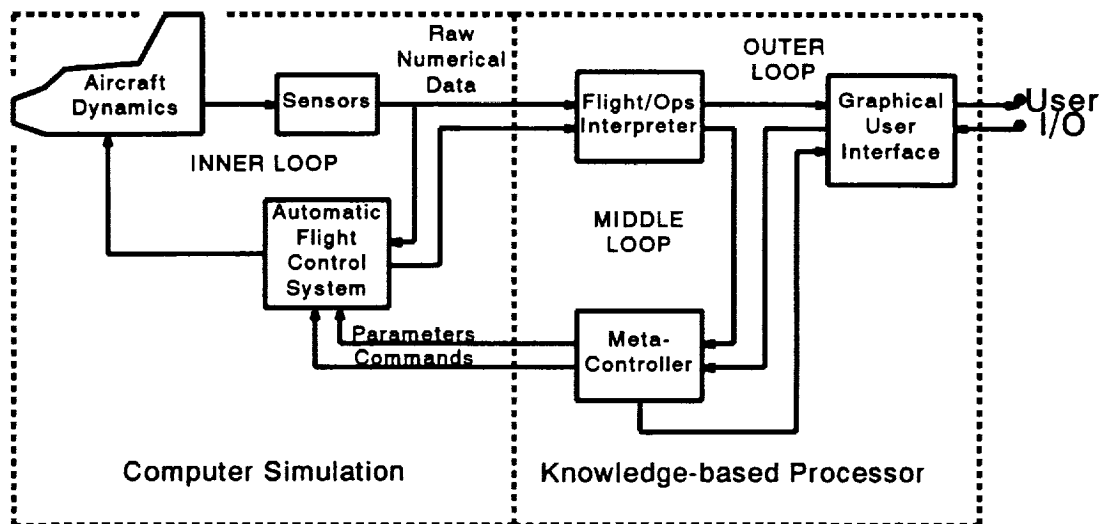 Raw
Numerical
Data
OUTER
LOOP
Aircraft
Dynamics
Sensors
Flight/Ops
Interpreter
Graphical
User
Interface
User
I/O
INNER LOOP
Automatic
Flight
Control
System
MIDDLE
LOOP
Parameters
Commands
Meta-
Controller
Computer Simulation
Knowledge-based Processor